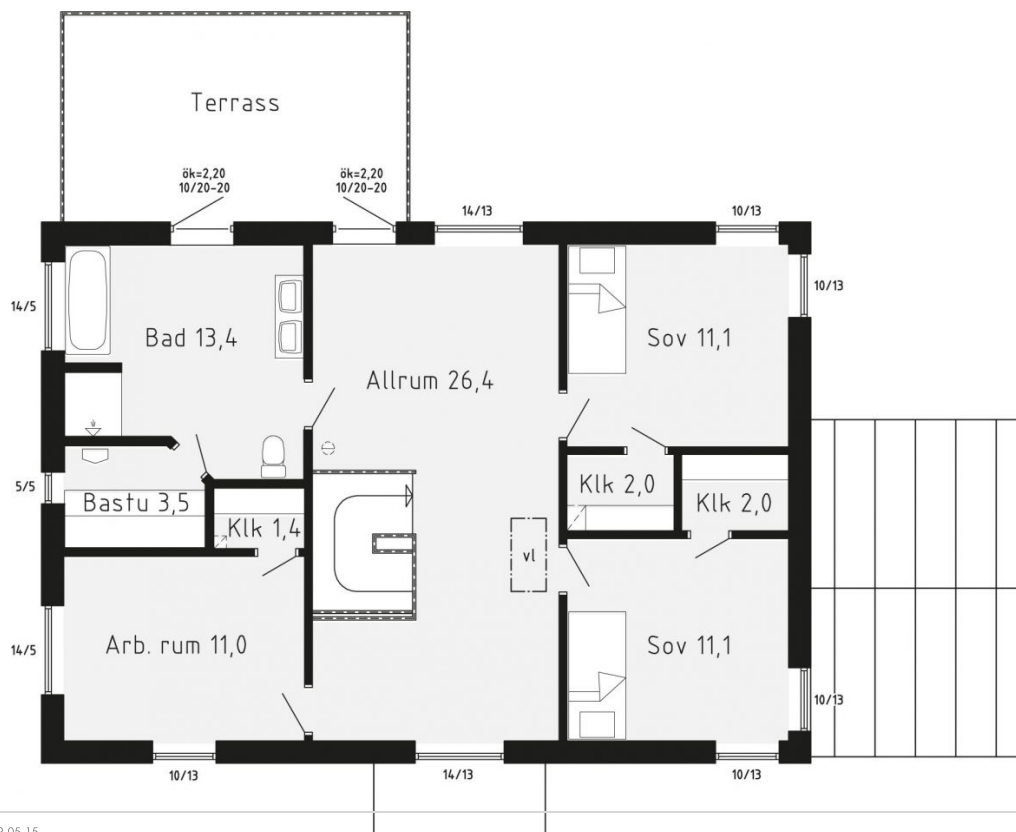 Terrass
ök=2,20
10/20-20
ök=2,20
10/20-20
14/13
10/13
14/5
10/13
Bad 13,4
Sov 11,1
Allrum 26,4
5/5
Bastu 3,5
Klk 1,4
Klk 2,0
Klk 2,0
vl
14/5
Arb. rum 11,0
Sov 11,1
10/13
10/13
14/13
10/13